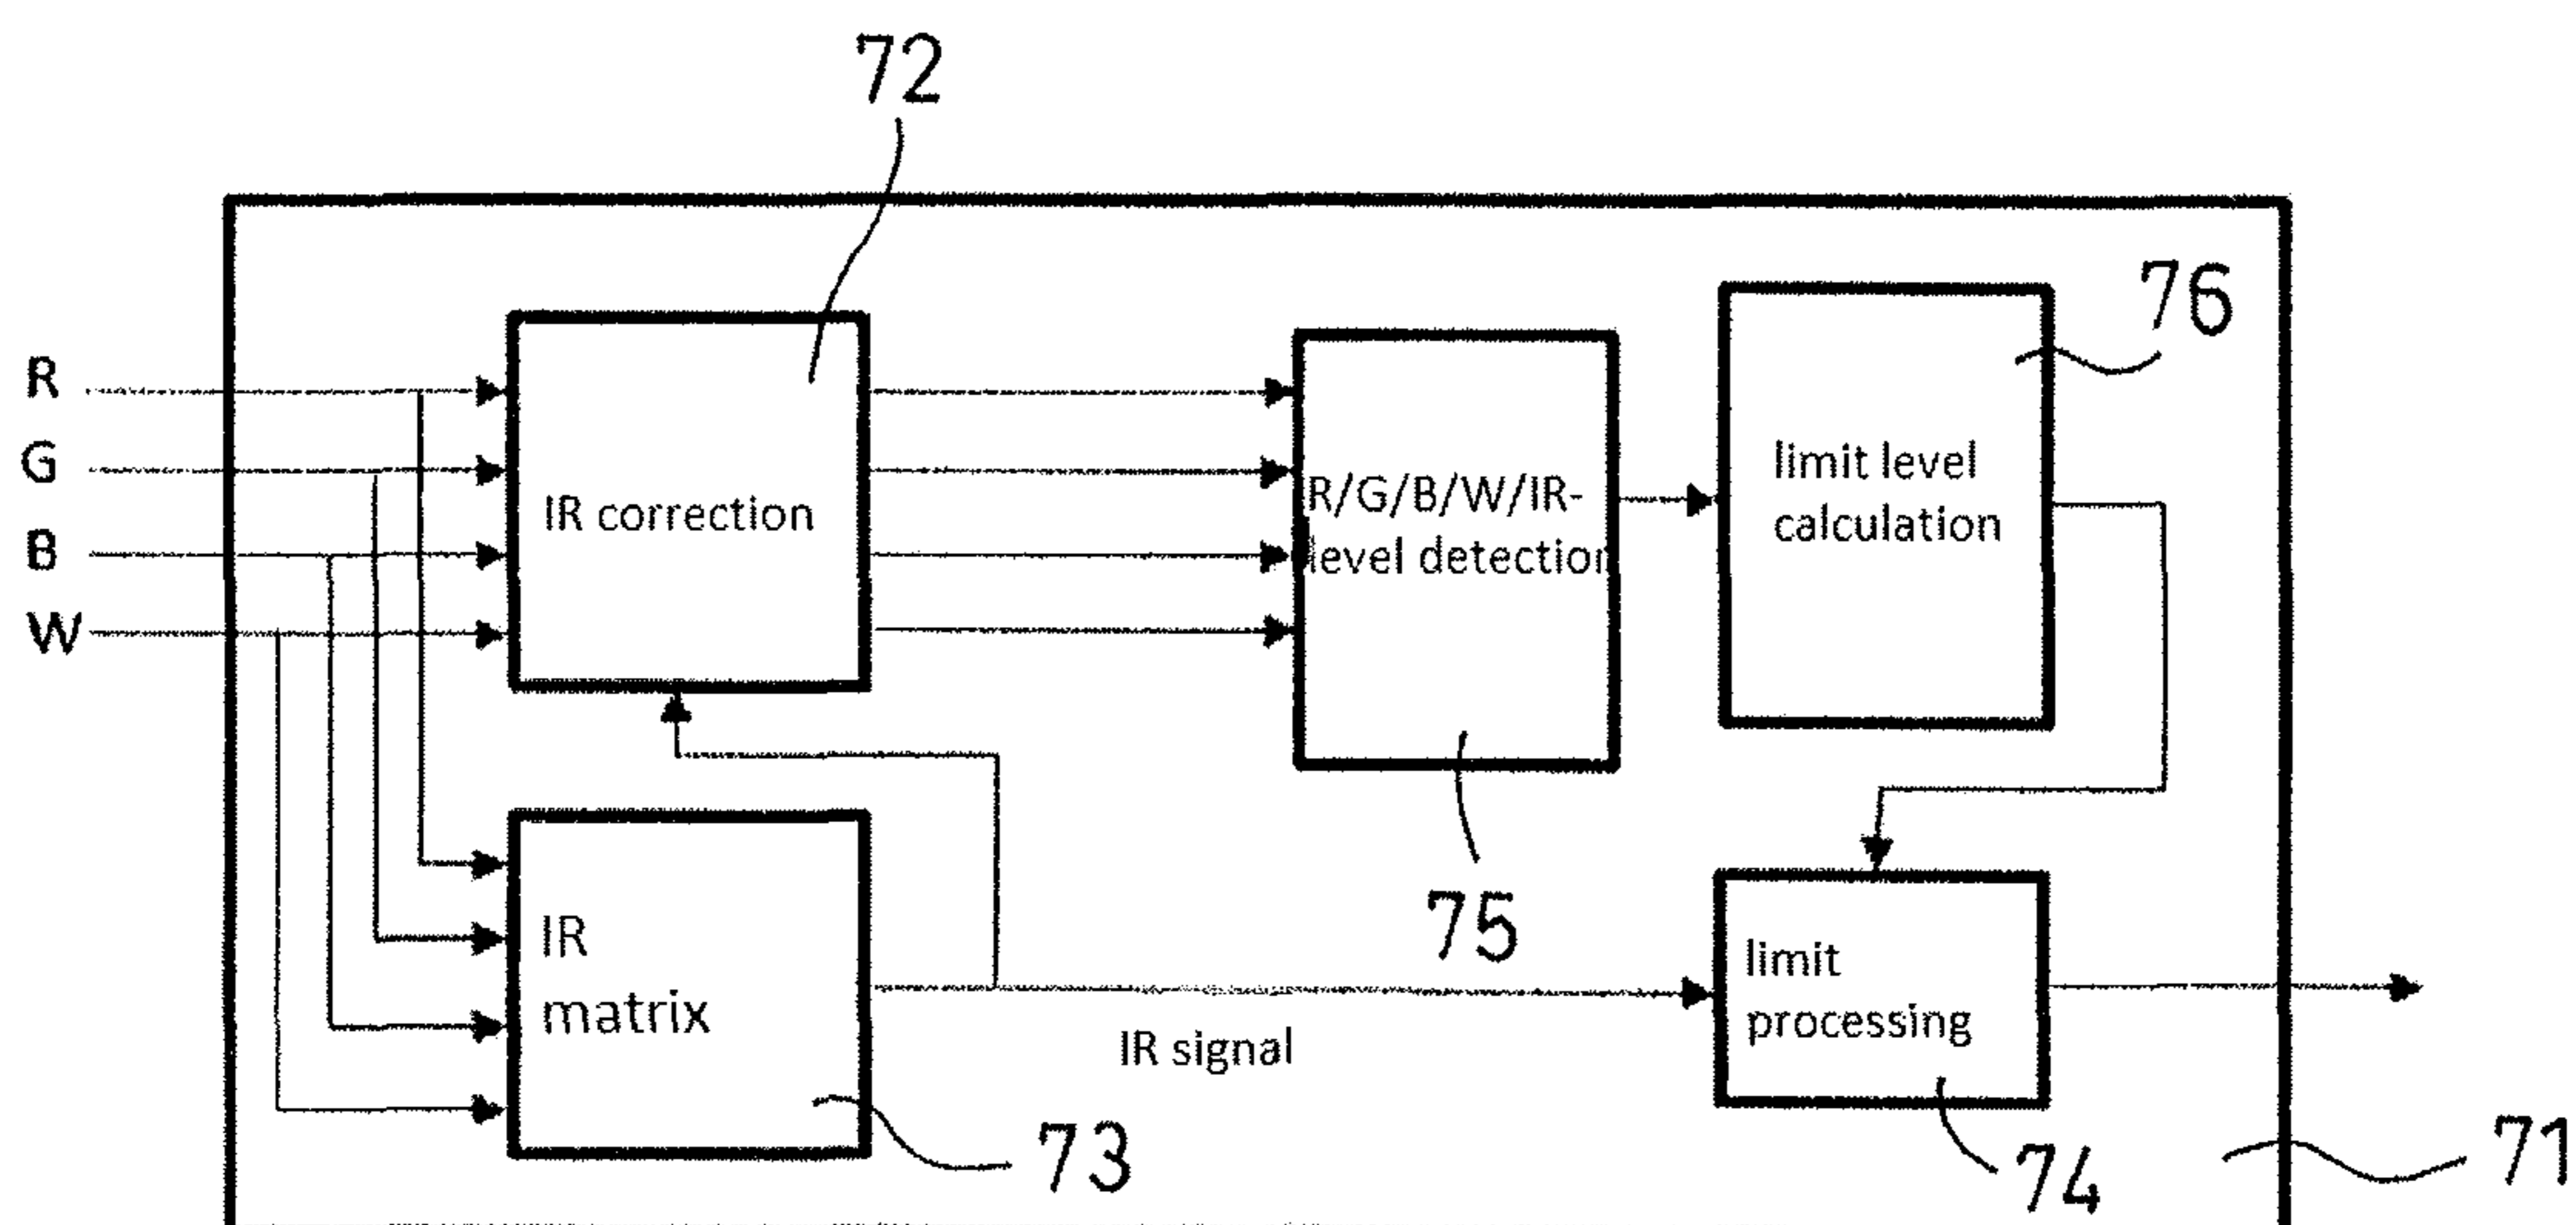 72
76
R
G
B
W
IR correction
R/G/B/W/IR-
level detection
limit level
calculation
75
IR
matrix
IR signal
limit
processing
73
74
71